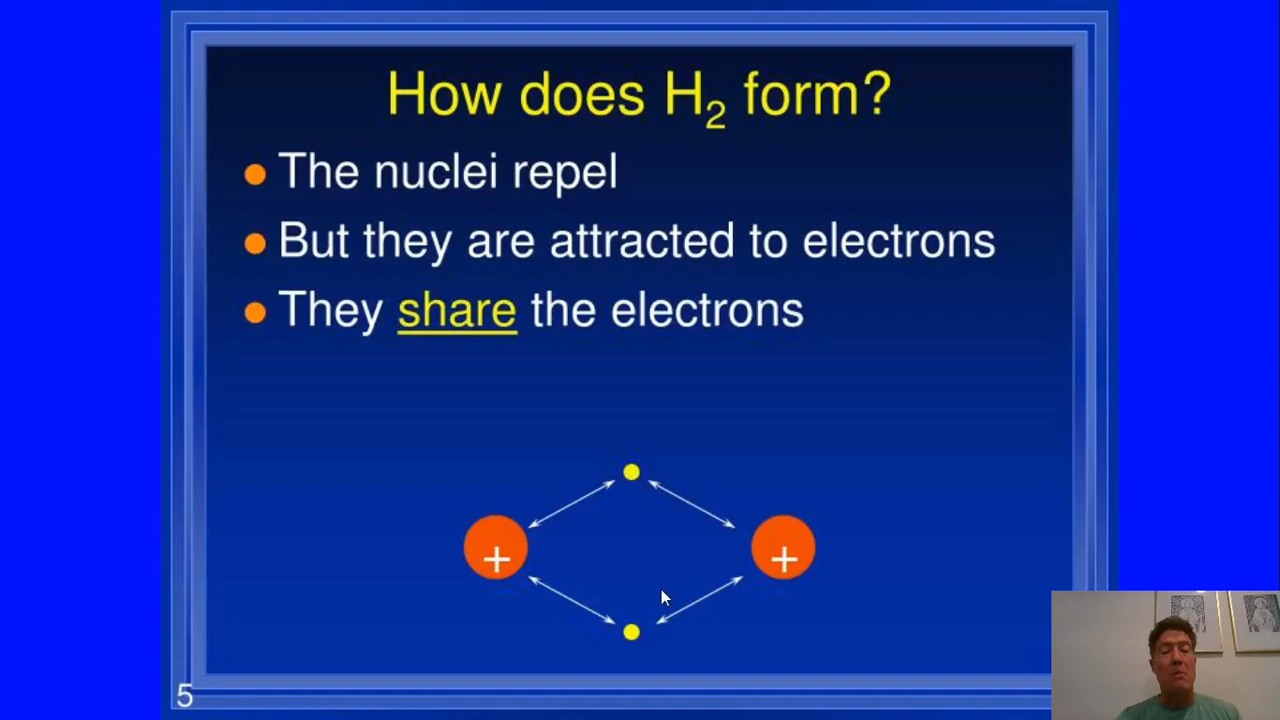 How does H₂ form?
The nuclei repel
But they are attracted to electrons
They share the electrons
+ +
5